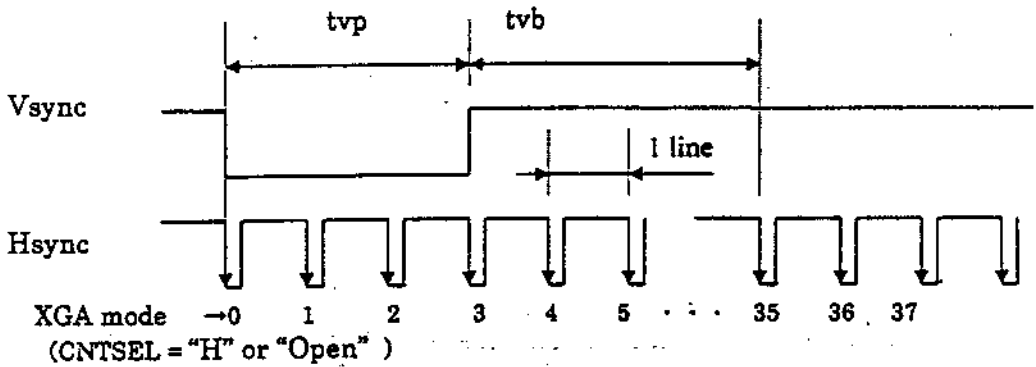 tvp tvb
Vsync
1 line
Hsync
XGA mode →0 1 2 3 4 5 · · · 35 36 37
(CNTSEL = “H” or “Open” )